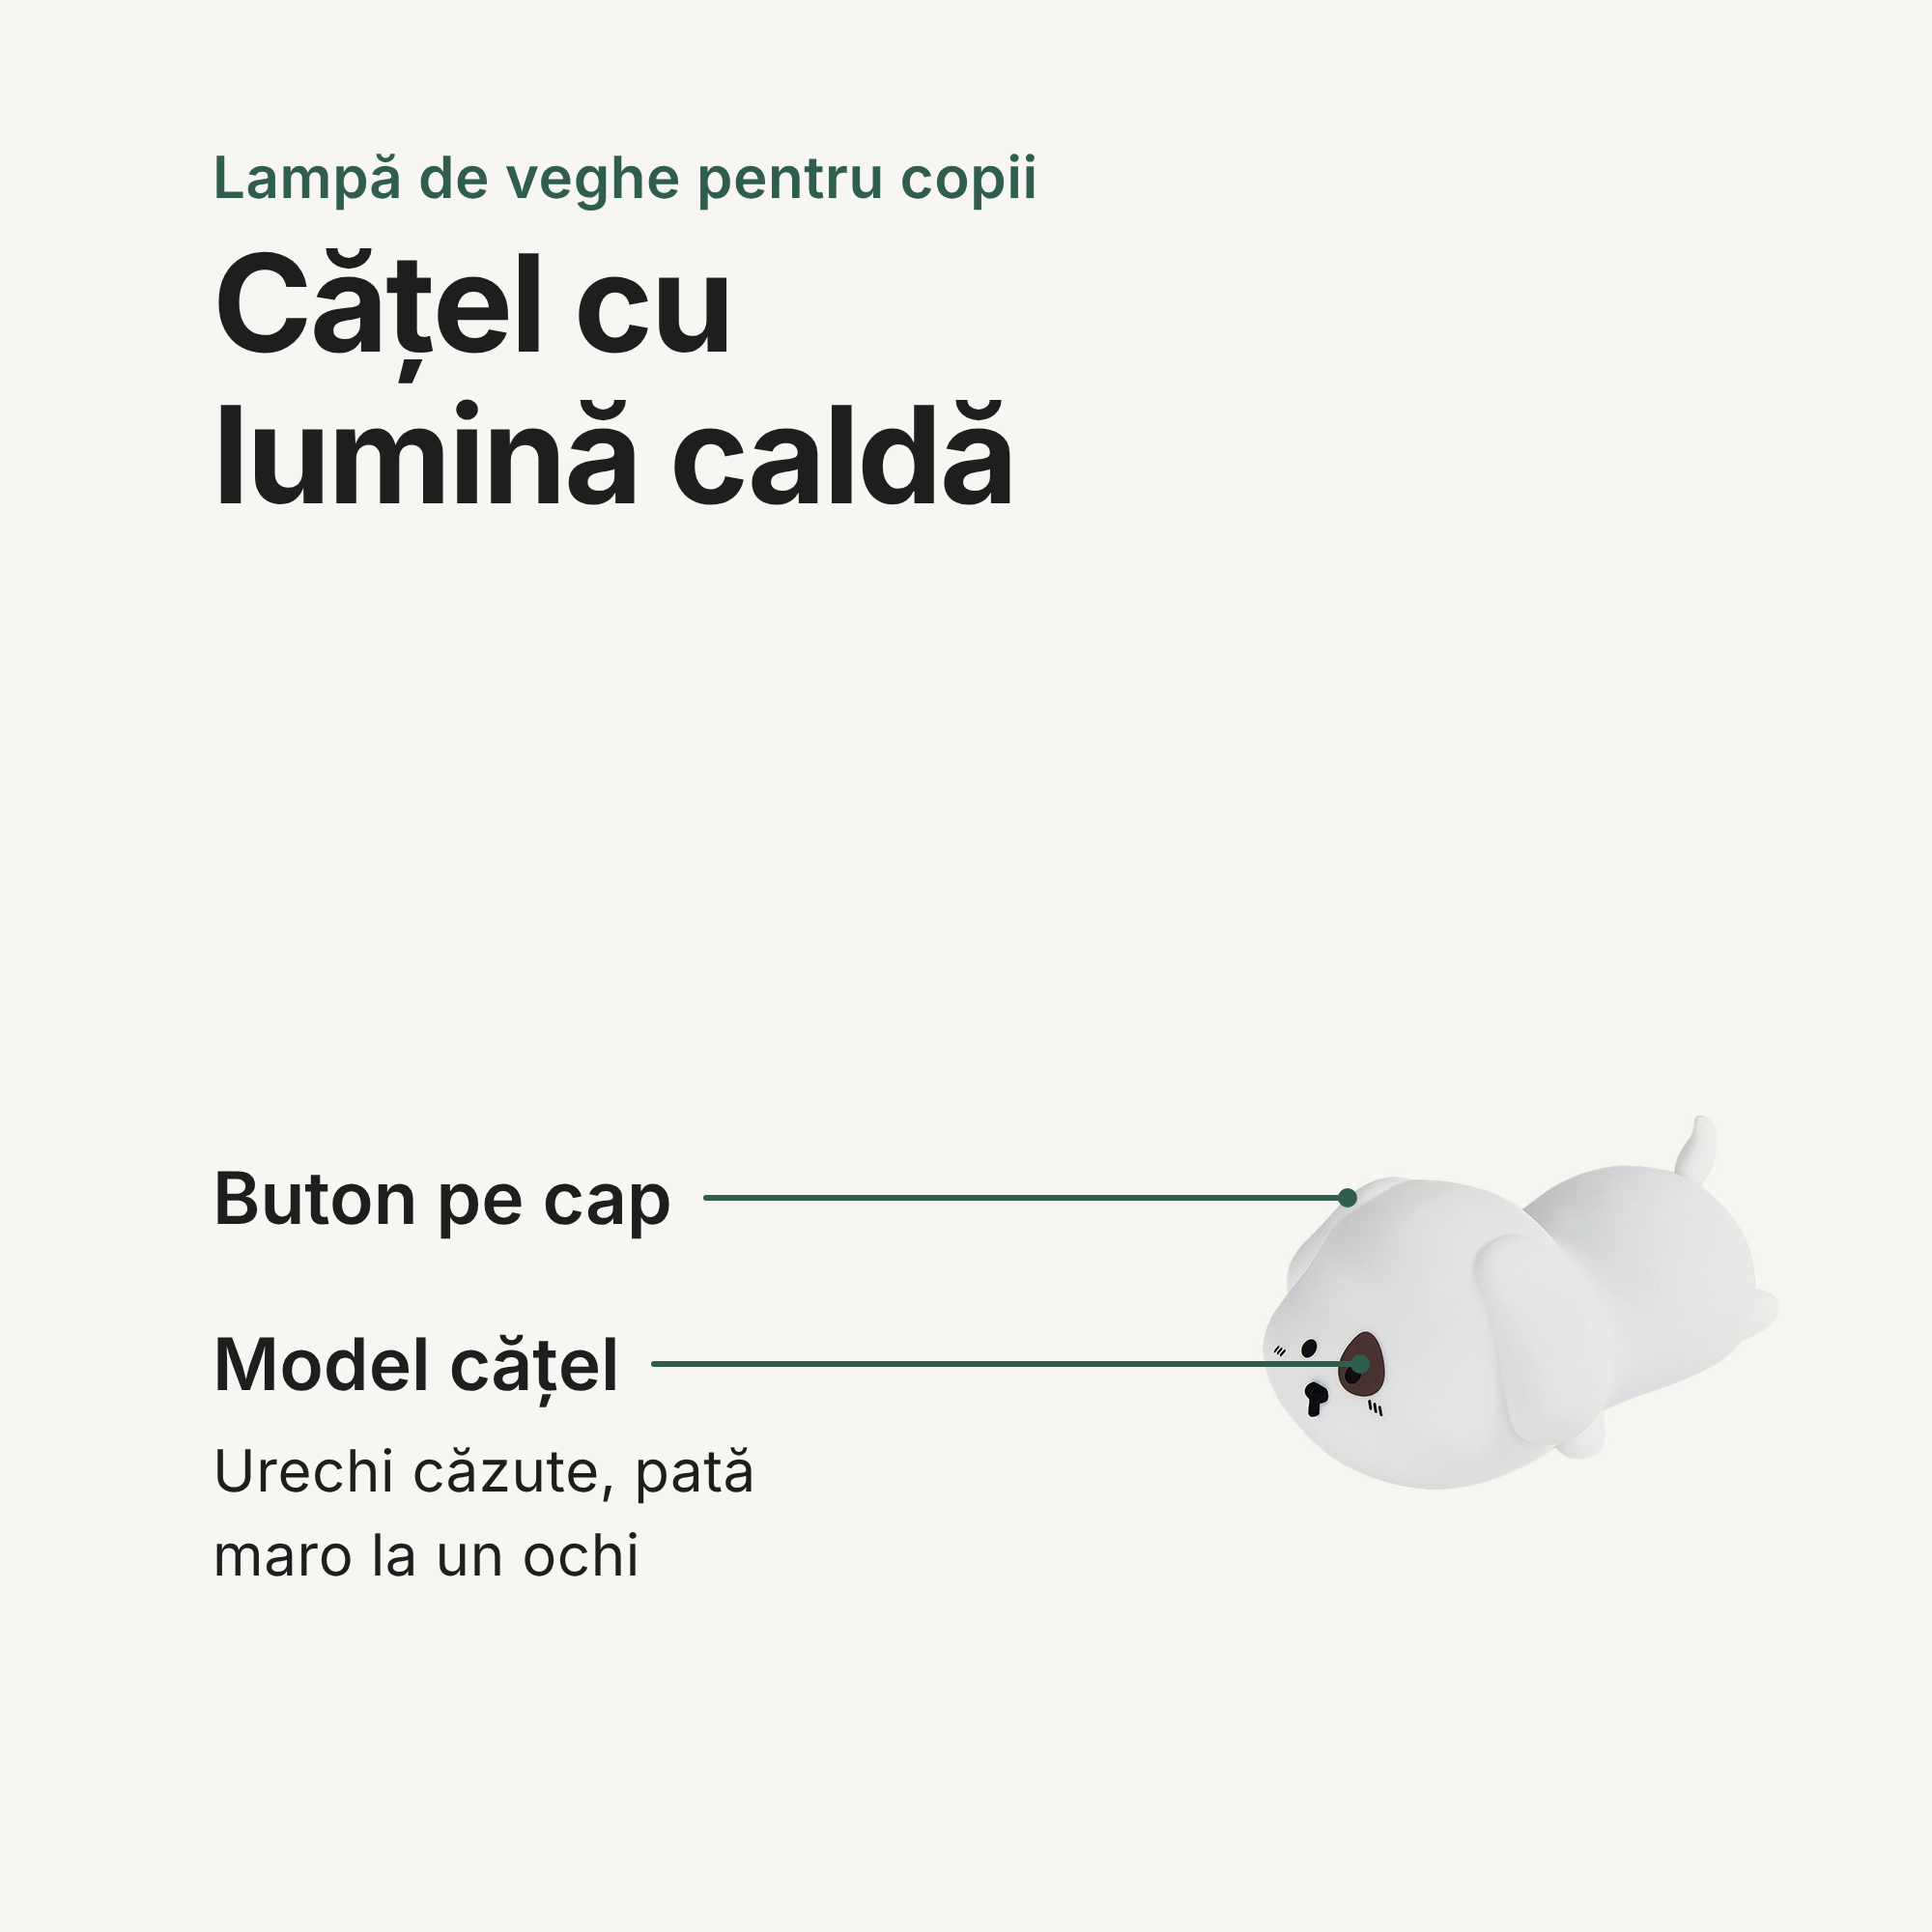 Lampă de veghe pentru copii
Cățel cu
lumină caldă
Buton pe cap
Model cățel
Urechi căzute, pată
maro la un ochi